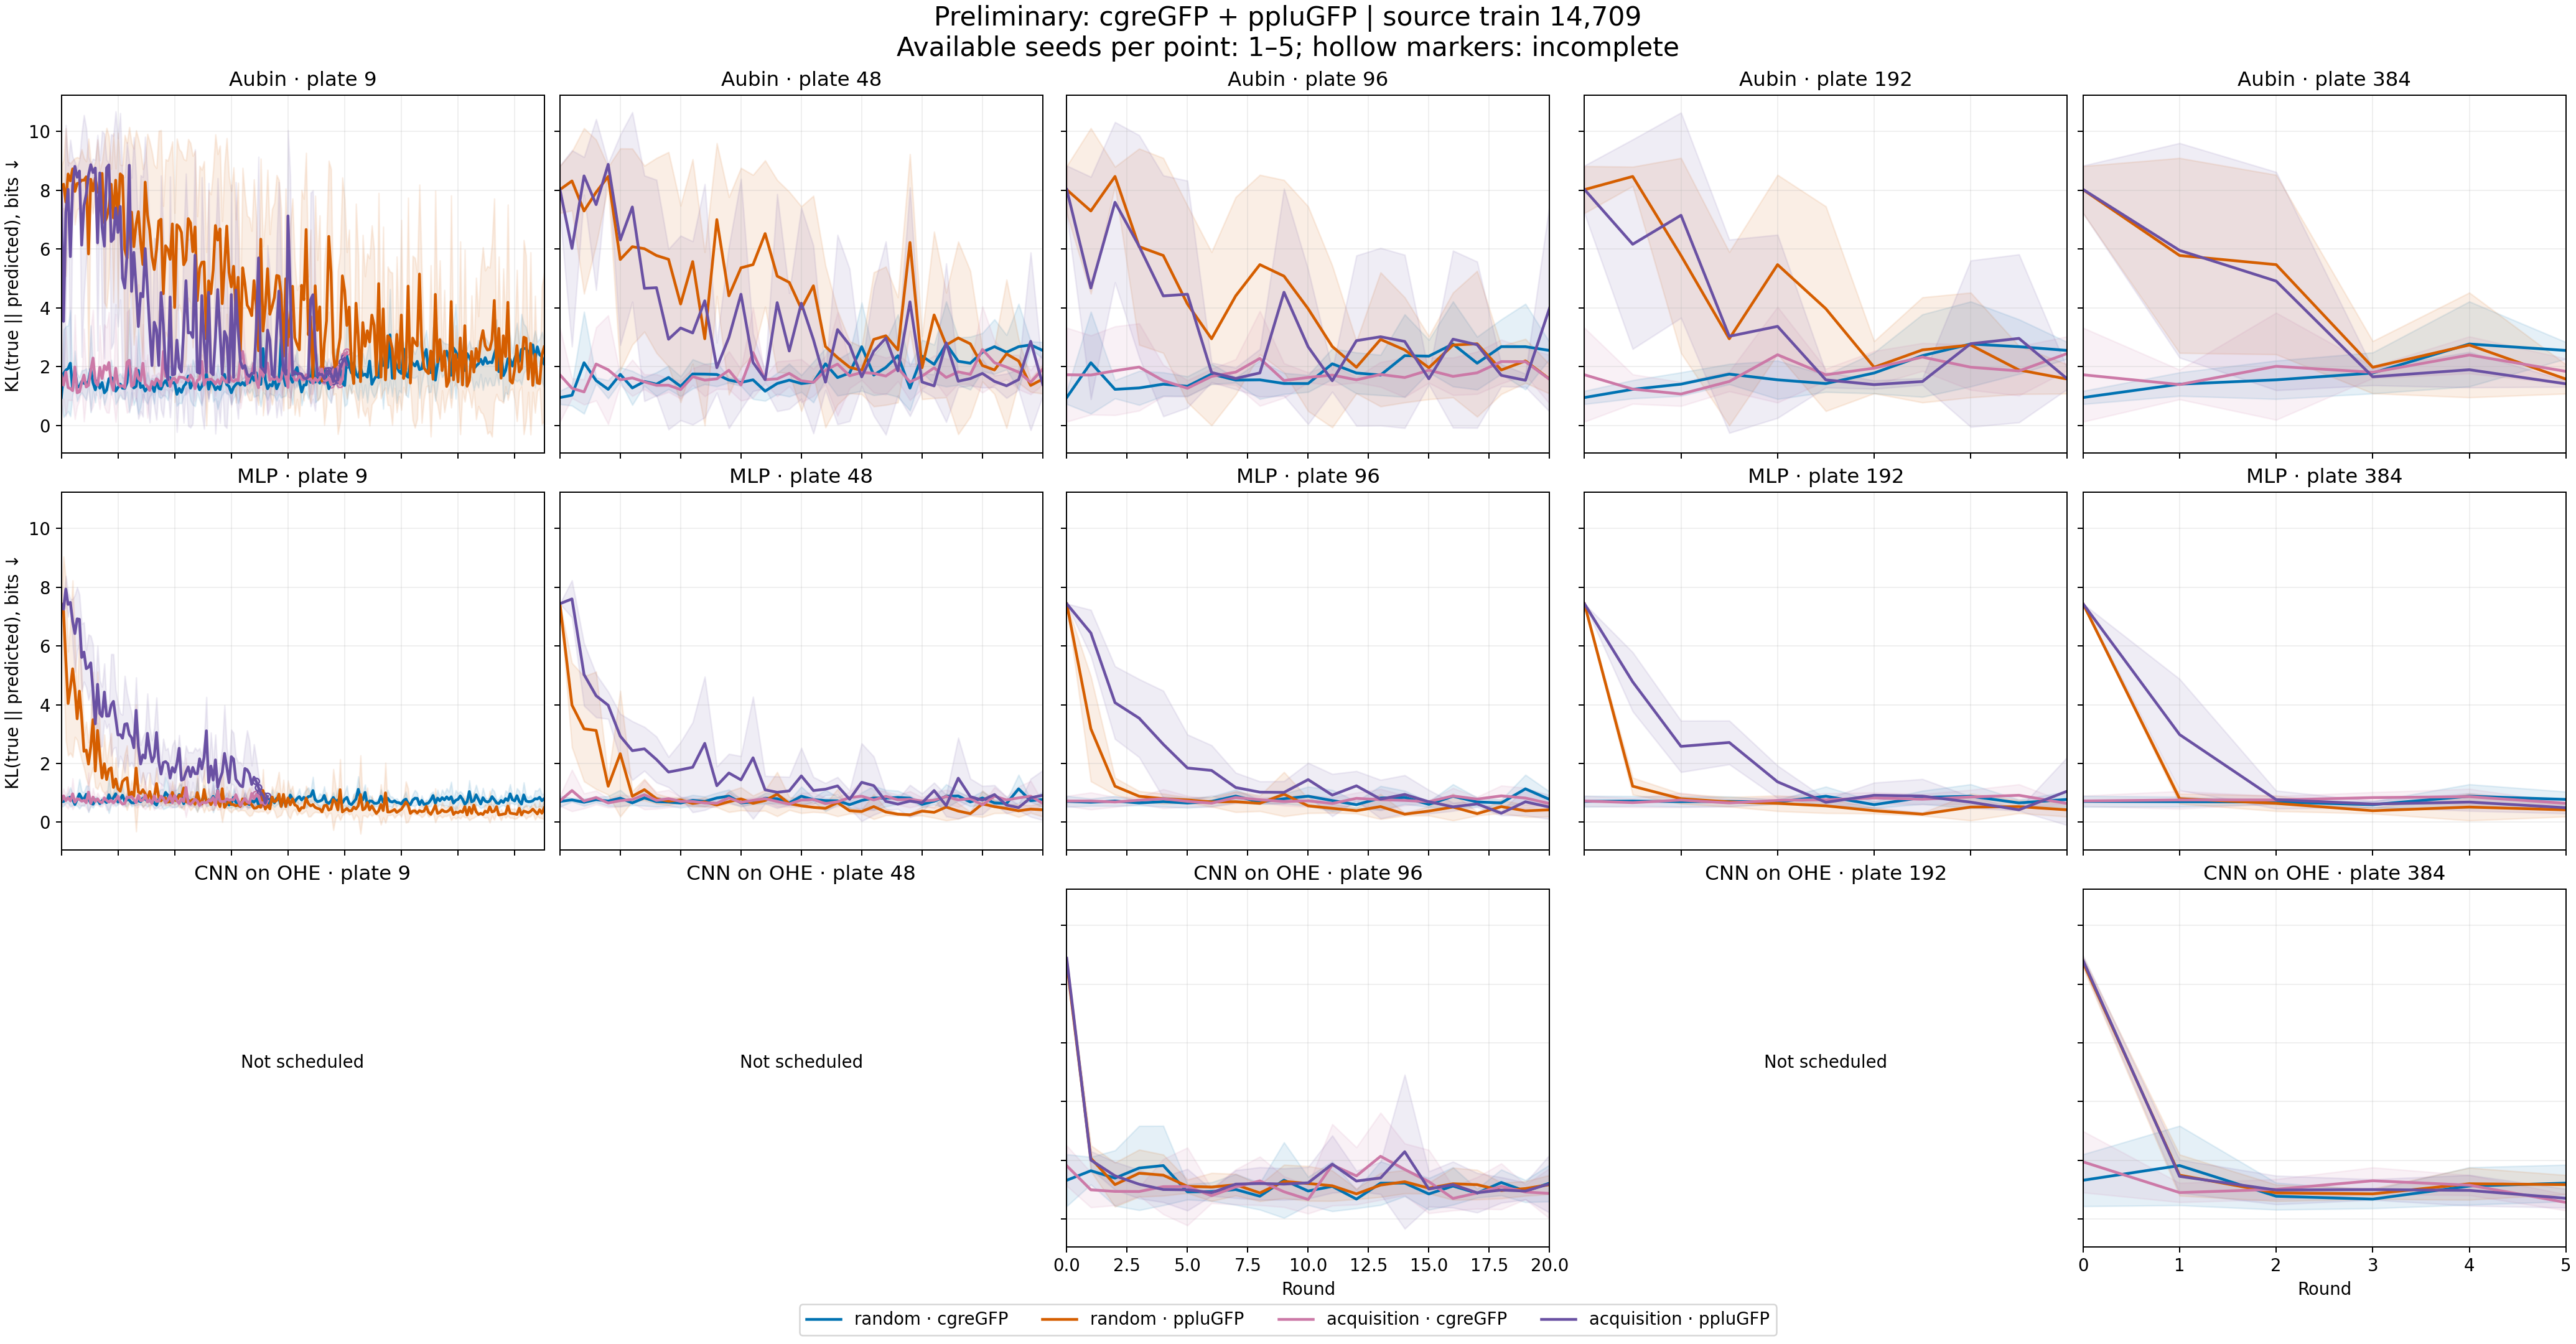 Preliminary: cgreGFP + ppluGFP | source train 14,709
Available seeds per point: 1–5; hollow markers: incomplete
Aubin · plate 9
Aubin · plate 48
Aubin · plate 96
Aubin · plate 192
Aubin · plate 384
KL(true || predicted), bits ↓
10
8
6
4
2
0
MLP · plate 9
MLP · plate 48
MLP · plate 96
MLP · plate 192
MLP · plate 384
KL(true || predicted), bits ↓
10
8
6
4
2
0
CNN on OHE · plate 9
CNN on OHE · plate 48
CNN on OHE · plate 96
CNN on OHE · plate 192
CNN on OHE · plate 384
Not scheduled
Not scheduled
Not scheduled
0.0 2.5 5.0 7.5 10.0 12.5 15.0 17.5 20.0
Round
0 1 2 3 4 5
Round
random · cgreGFP random · ppluGFP acquisition · cgreGFP acquisition · ppluGFP